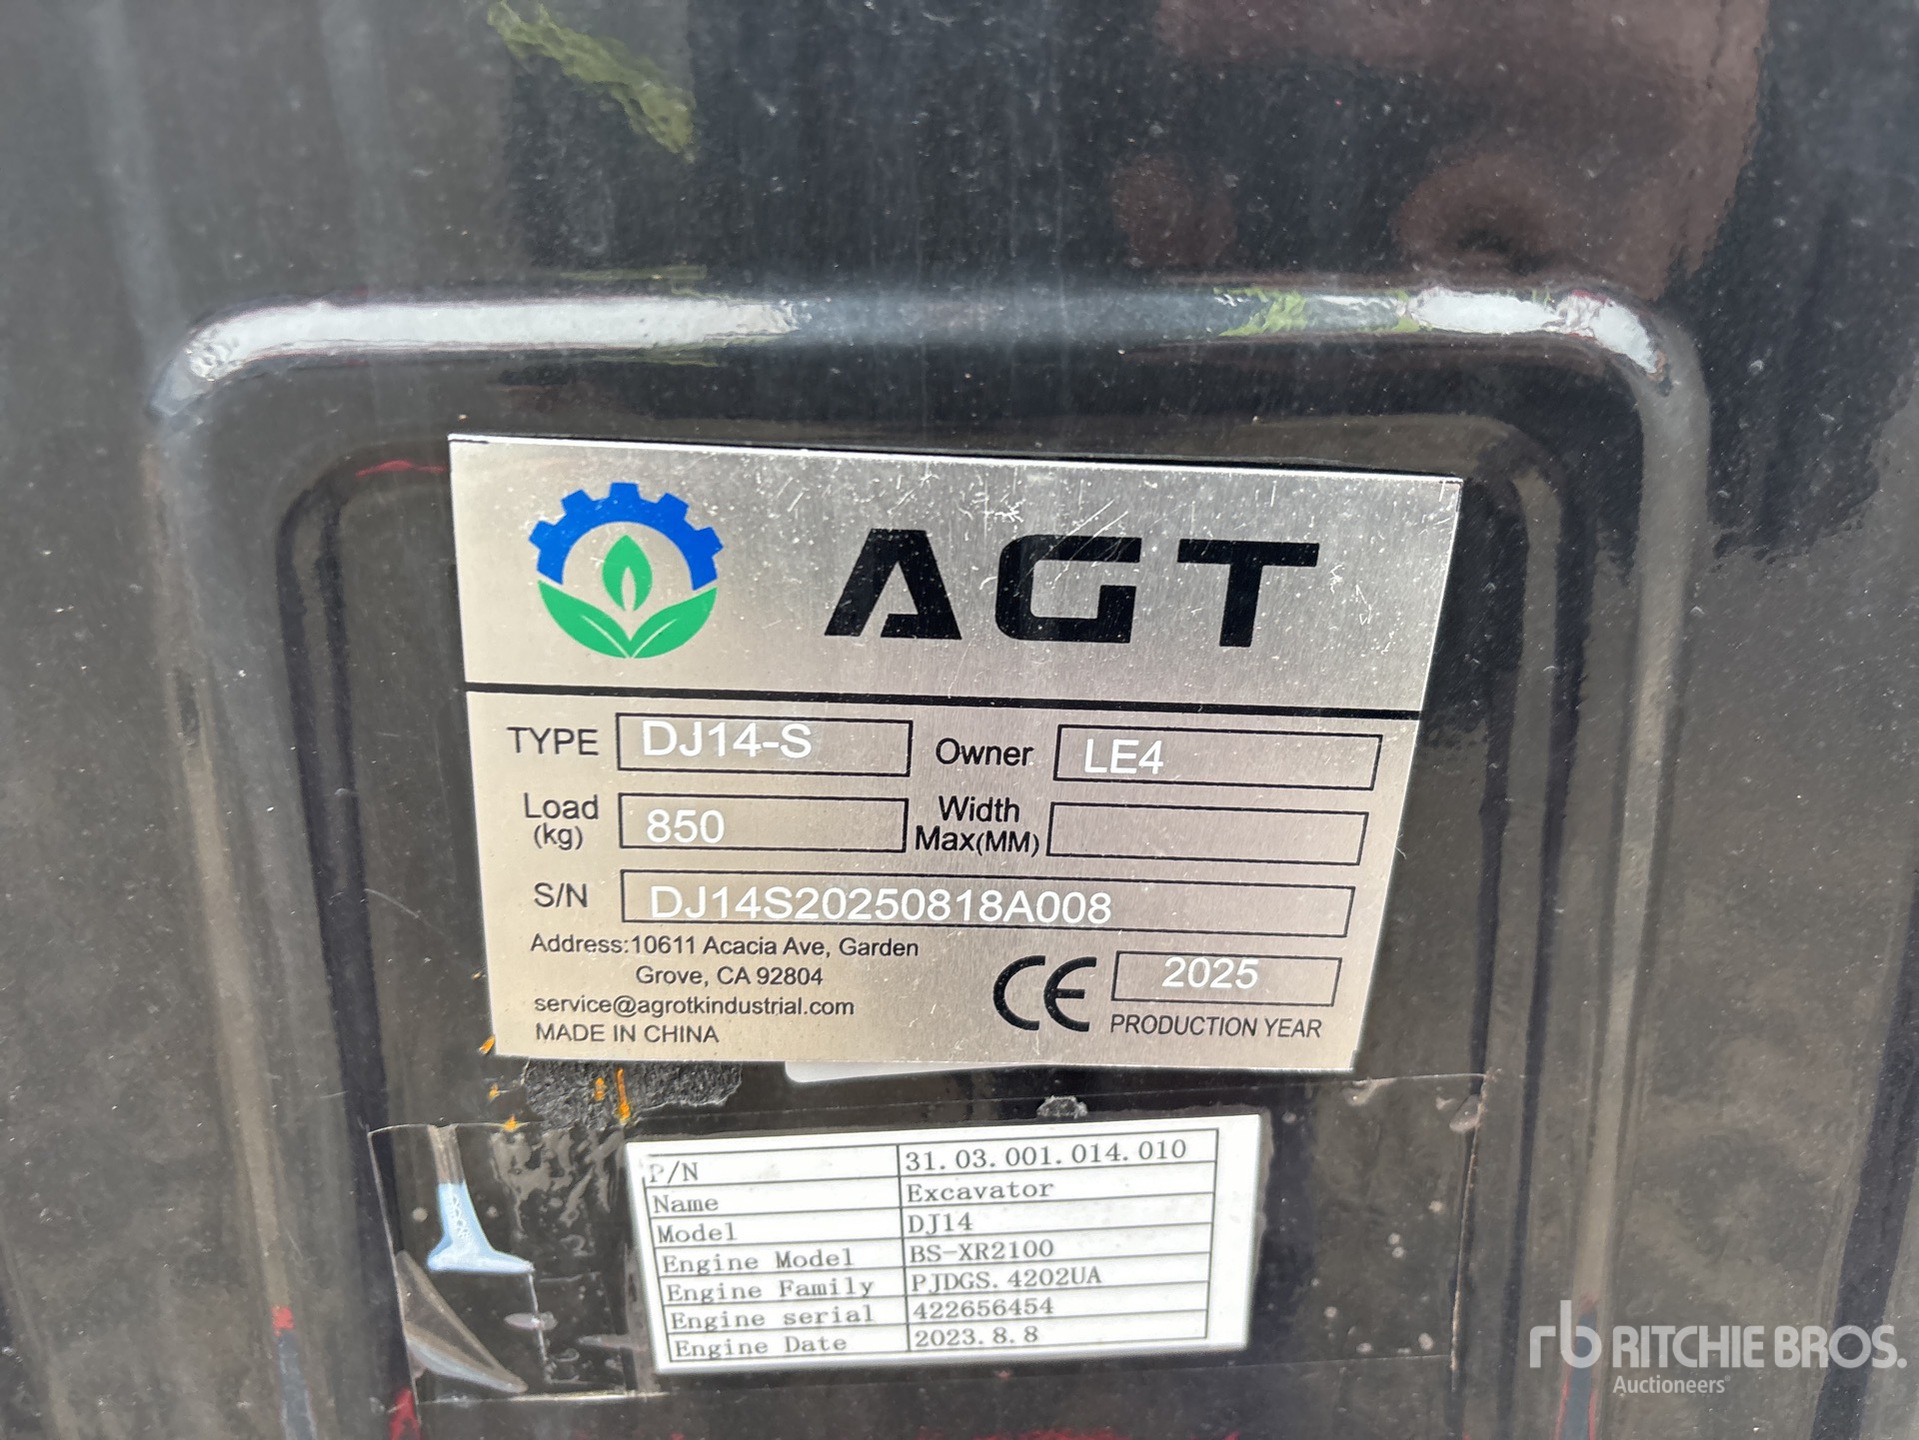 AGT
TYPE DJ14-S Owner LE4
Load (kg) 850 Width Max(MM)
S/N DJ14S20250818A008
Address:10611 Acacia Ave, Garden
Grove, CA 92804
service@agrotkindustrial.com
MADE IN CHINA
CE 2025
PRODUCTION YEAR
P/N 31.03.001.014.010
Name Excavator
Model DJ14
Engine Model BS-XR2100
Engine Family PJDGS.4202UA
Engine serial 422656454
Engine Date 2023.8.8
rb RITCHIE BROS.
Auctioneers